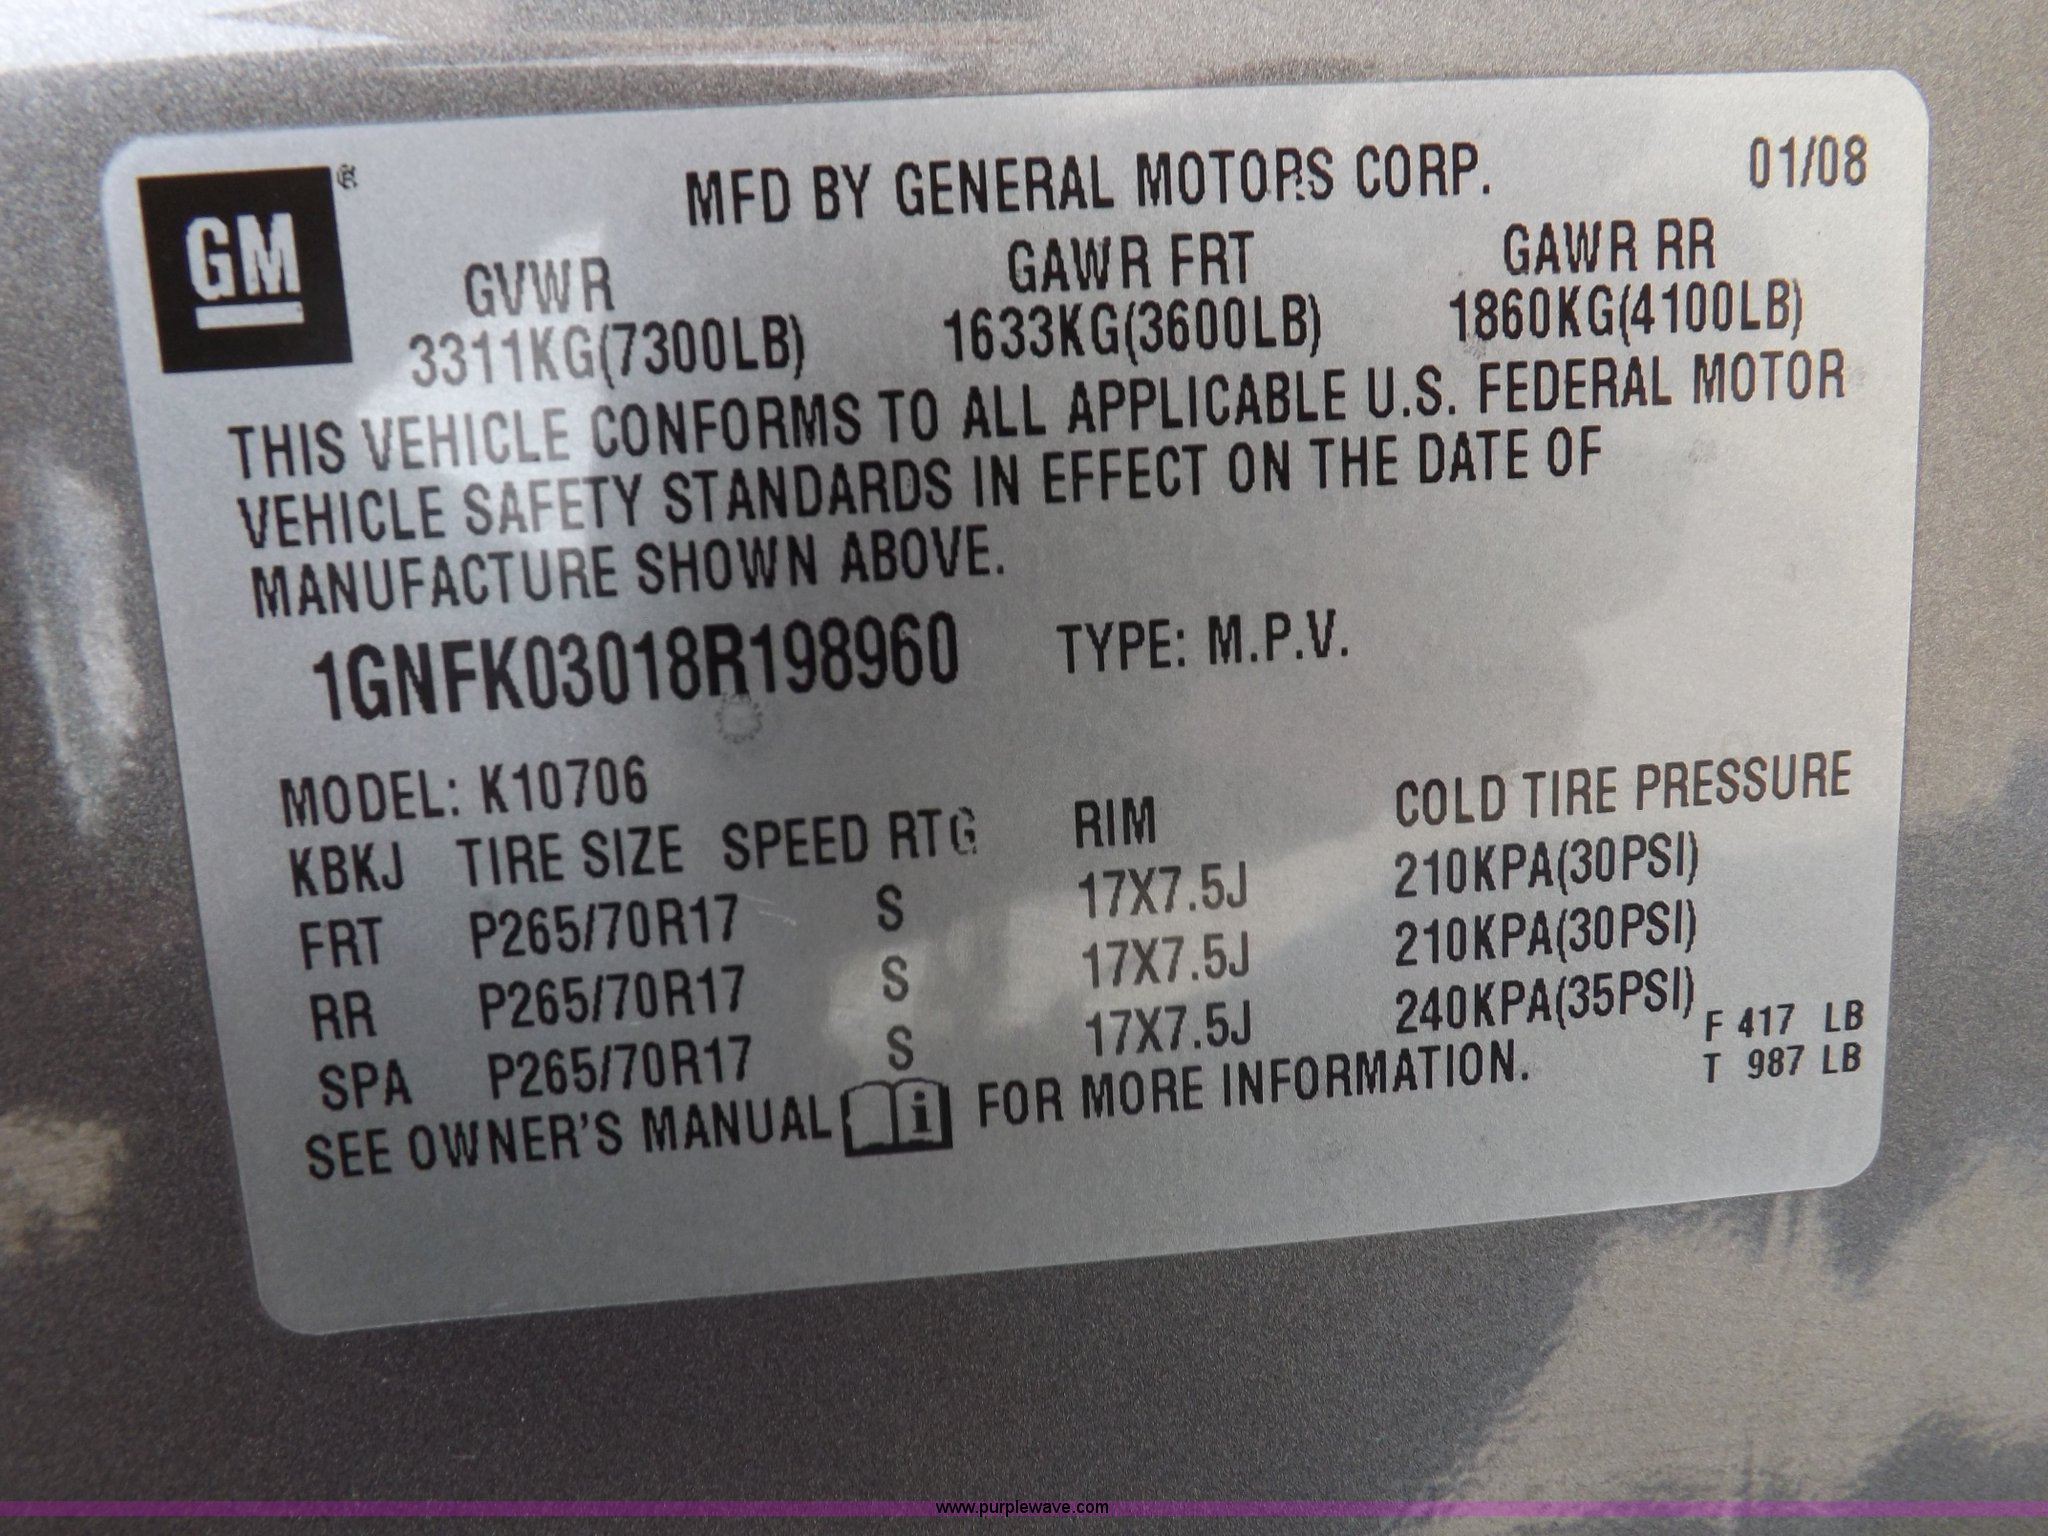 GM ®
MFD BY GENERAL MOTORS CORP. 01/08
GVWR GAWR FRT GAWR RR
3311KG(7300LB) 1633KG(3600LB) 1860KG(4100LB)
THIS VEHICLE CONFORMS TO ALL APPLICABLE U.S. FEDERAL MOTOR
VEHICLE SAFETY STANDARDS IN EFFECT ON THE DATE OF
MANUFACTURE SHOWN ABOVE.
1GNFK03018R198960 TYPE: M.P.V.
MODEL: K10706
KBKJ TIRE SIZE SPEED RTG RIM COLD TIRE PRESSURE
FRT P265/70R17 S 17X7.5J 210KPA(30PSI)
RR P265/70R17 S 17X7.5J 210KPA(30PSI)
SPA P265/70R17 S 17X7.5J 240KPA(35PSI)
SEE OWNER'S MANUAL i FOR MORE INFORMATION.
F 417 LB
T 987 LB
www.purplewave.com